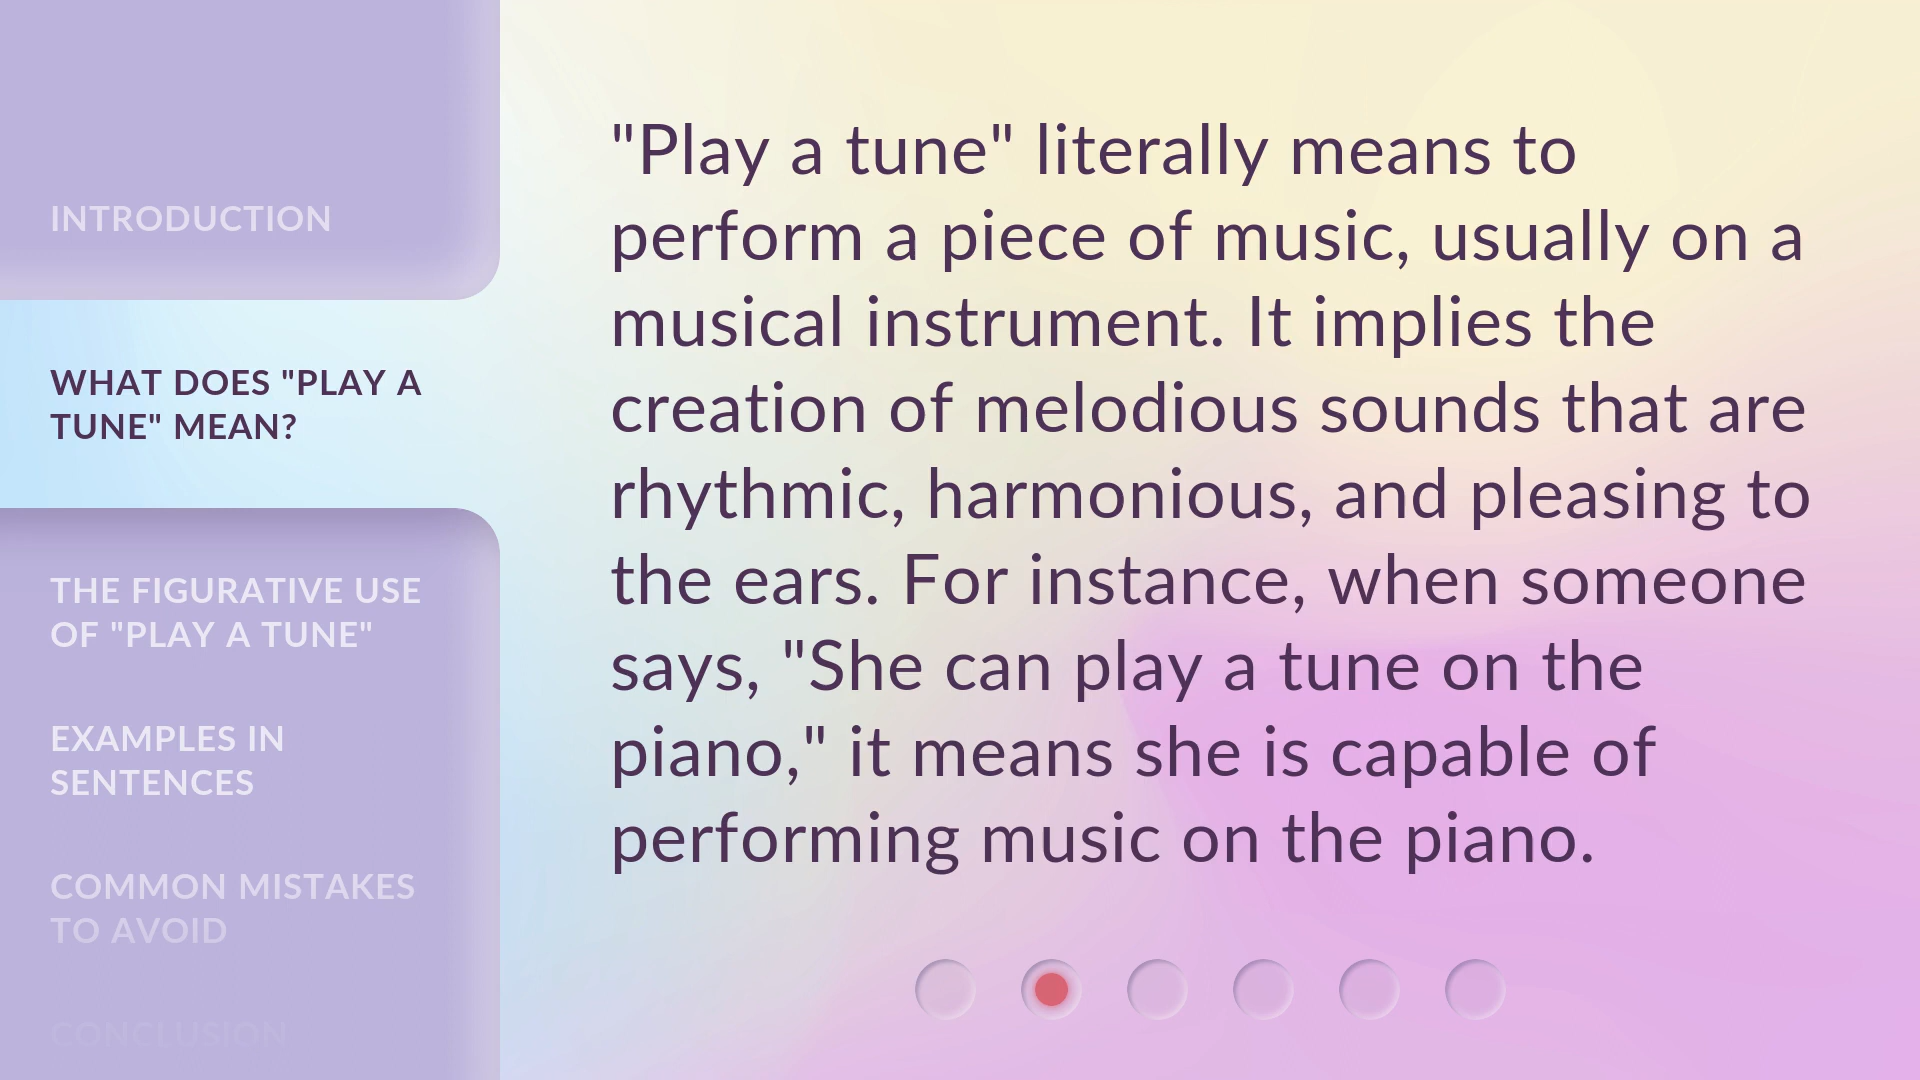 INTRODUCTION
WHAT DOES "PLAY A
TUNE" MEAN?
THE FIGURATIVE USE
OF "PLAY A TUNE"
EXAMPLES IN
SENTENCES
COMMON MISTAKES
TO AVOID
CONCLUSION
"Play a tune" literally means to
perform a piece of music, usually on a
musical instrument. It implies the
creation of melodious sounds that are
rhythmic, harmonious, and pleasing to
the ears. For instance, when someone
says, "She can play a tune on the
piano," it means she is capable of
performing music on the piano.